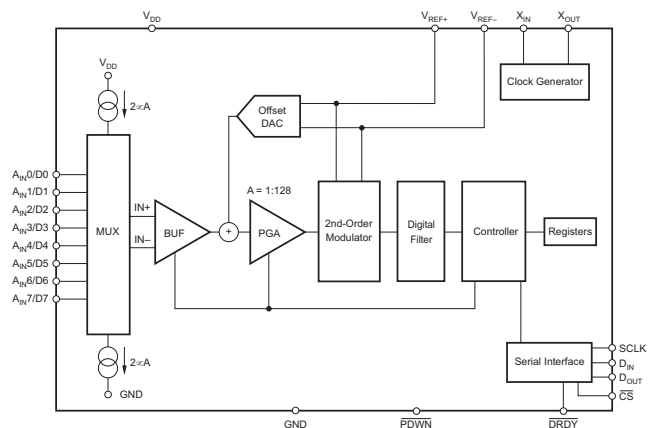 VDD
VREF+
VREF–
XIN
XOUT
VDD
2∝A
Clock Generator
Offset
DAC
AIN0/D0
AIN1/D1
AIN2/D2
AIN3/D3
AIN4/D4
AIN5/D5
AIN6/D6
AIN7/D7
MUX
IN+
IN–
BUF
+
A = 1:128
PGA
2nd-Order
Modulator
Digital
Filter
Controller
Registers
2∝A
GND
Serial Interface
SCLK
DIN
DOUT
CS
GND
PDWN
DRDY